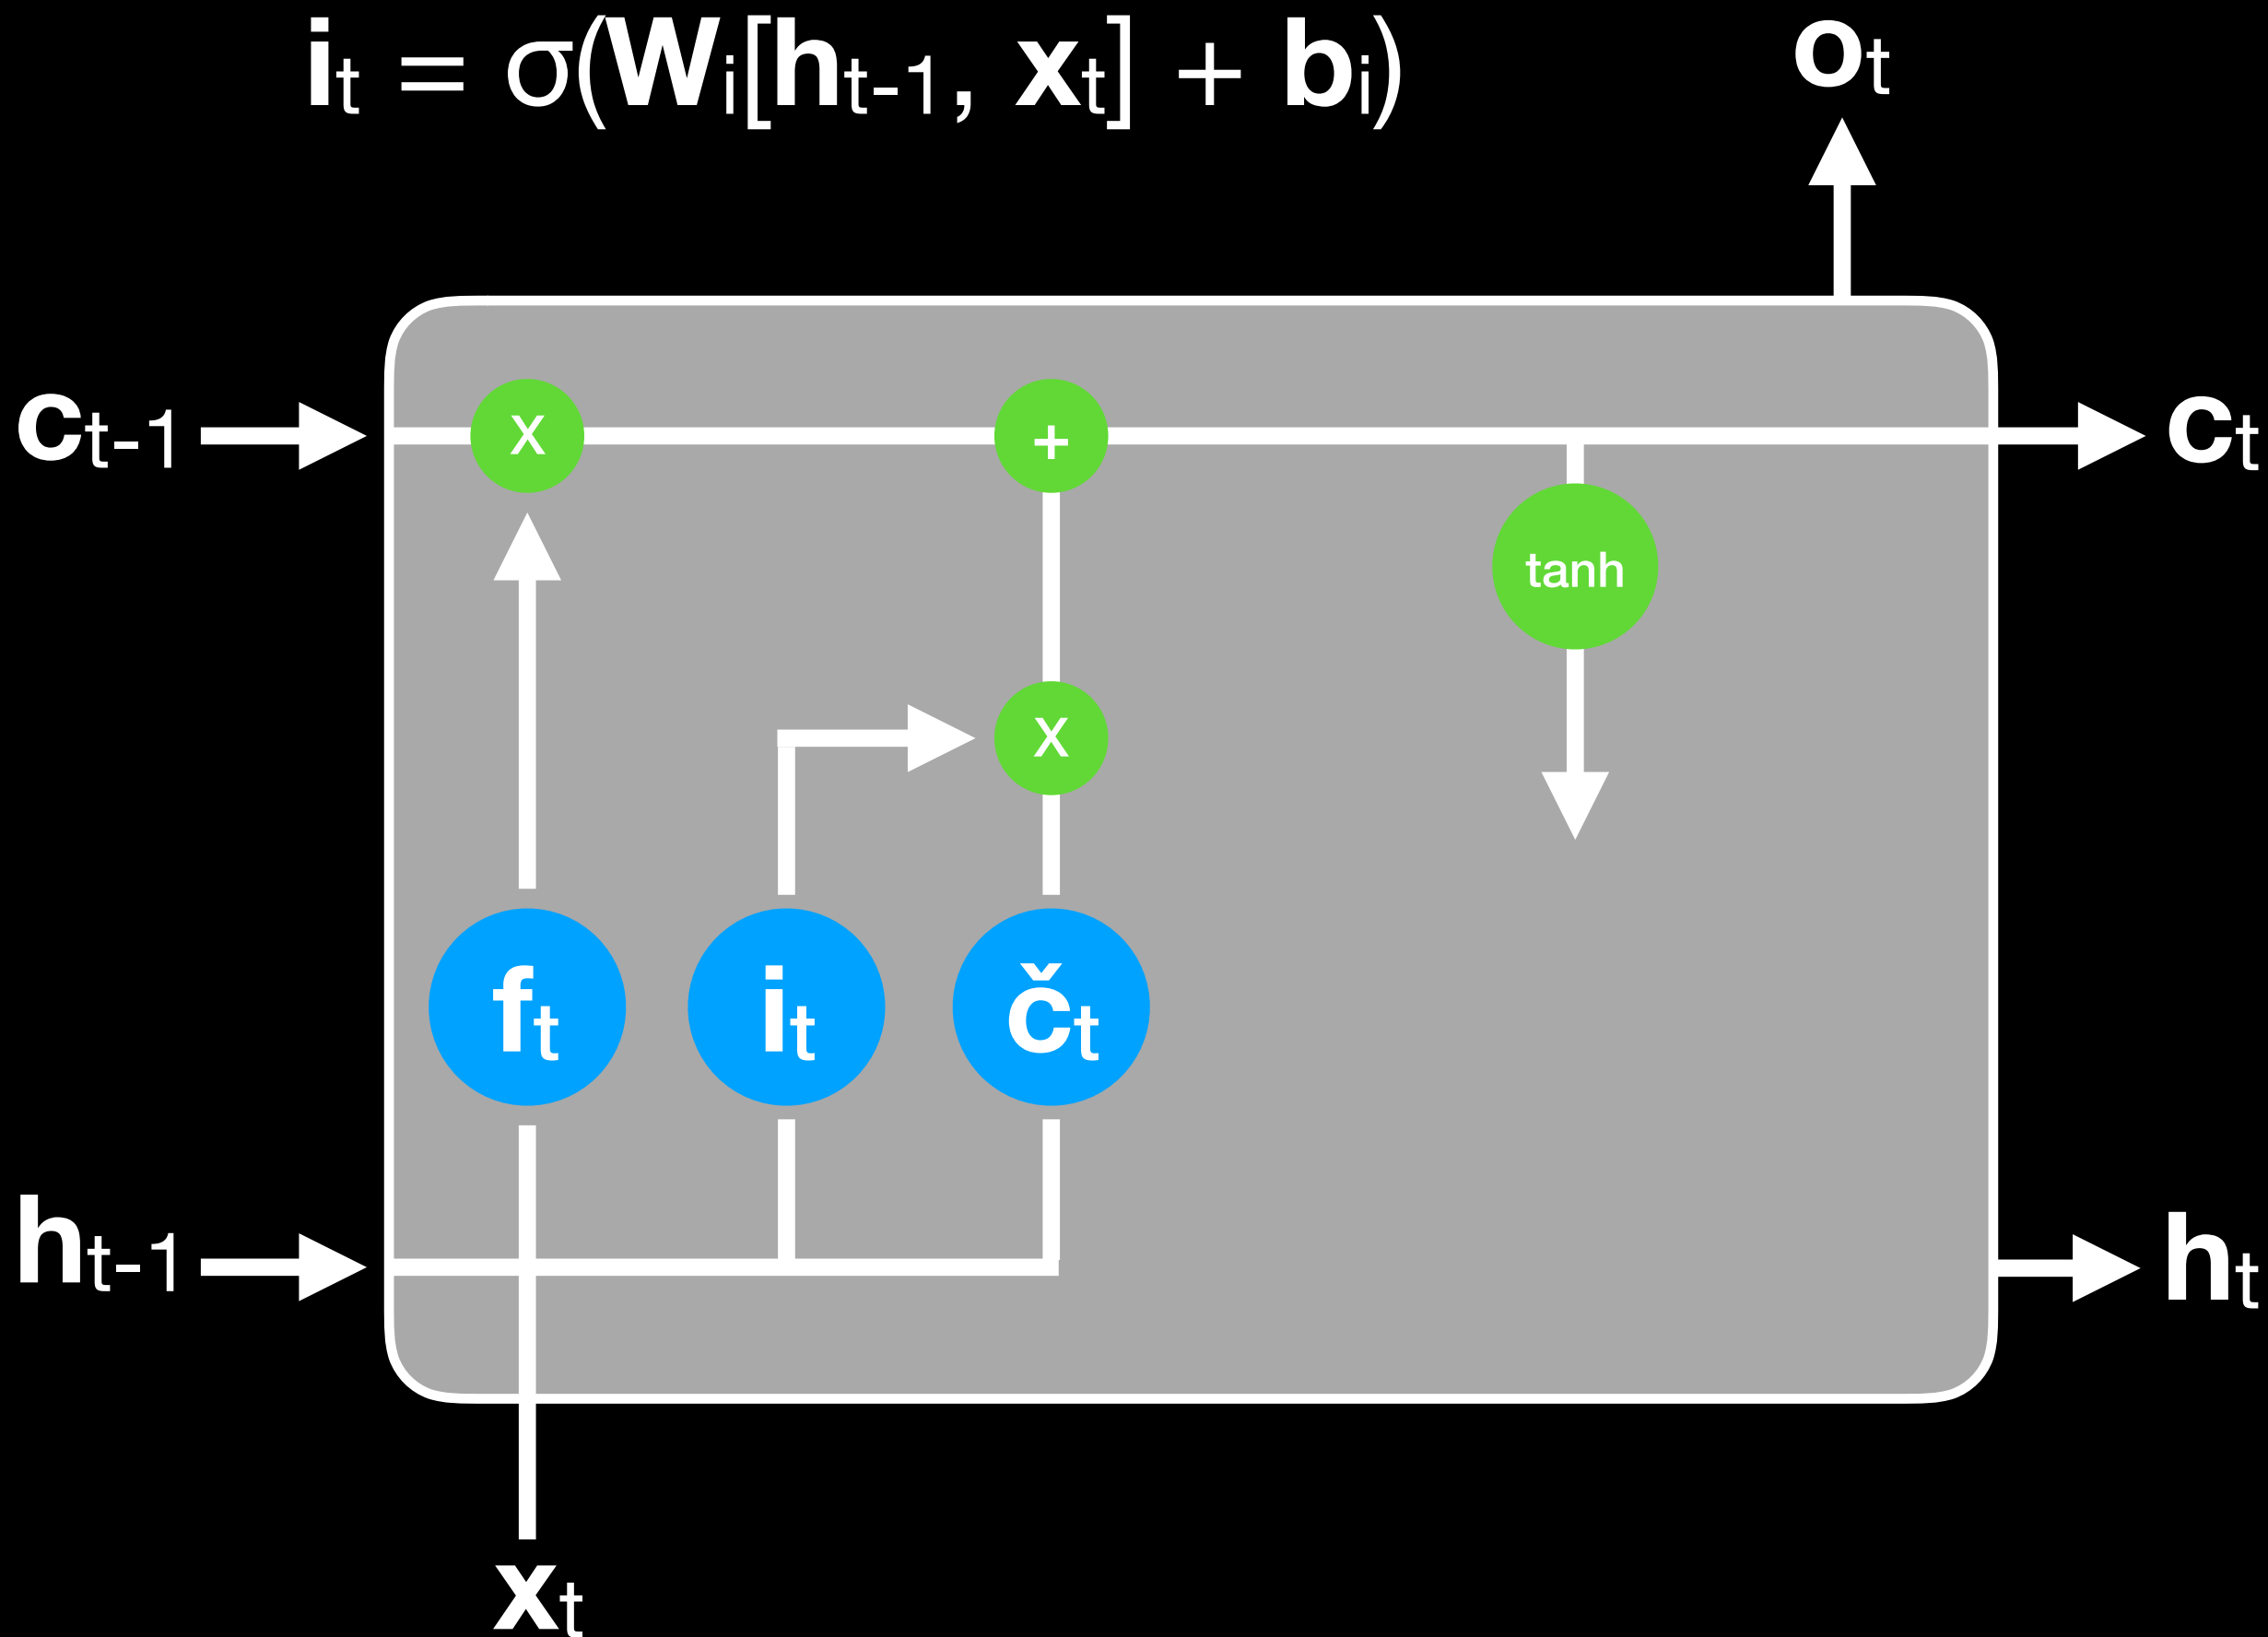 it = σ(Wi[ht-1, xt] + bi)
ot
ct-1
x
+
ct
tanh
x
ft
it
čt
ht-1
ht
xt